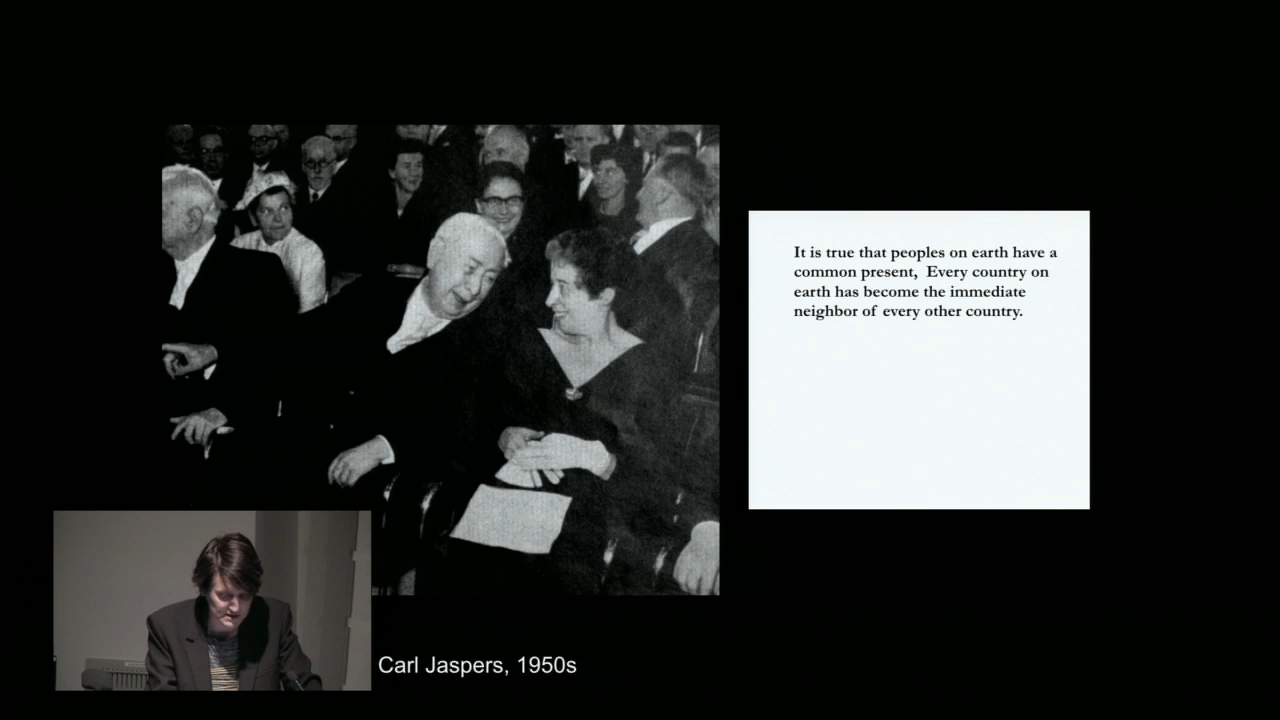 It is true that peoples on earth have a
common present,  Every country on
earth has become the immediate
neighbor of every other country.
Carl Jaspers, 1950s